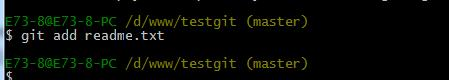 E73-8@E73-8-PC /d/www/testgit (master)
$ git add readme.txt
E73-8@E73-8-PC /d/www/testgit (master)
$